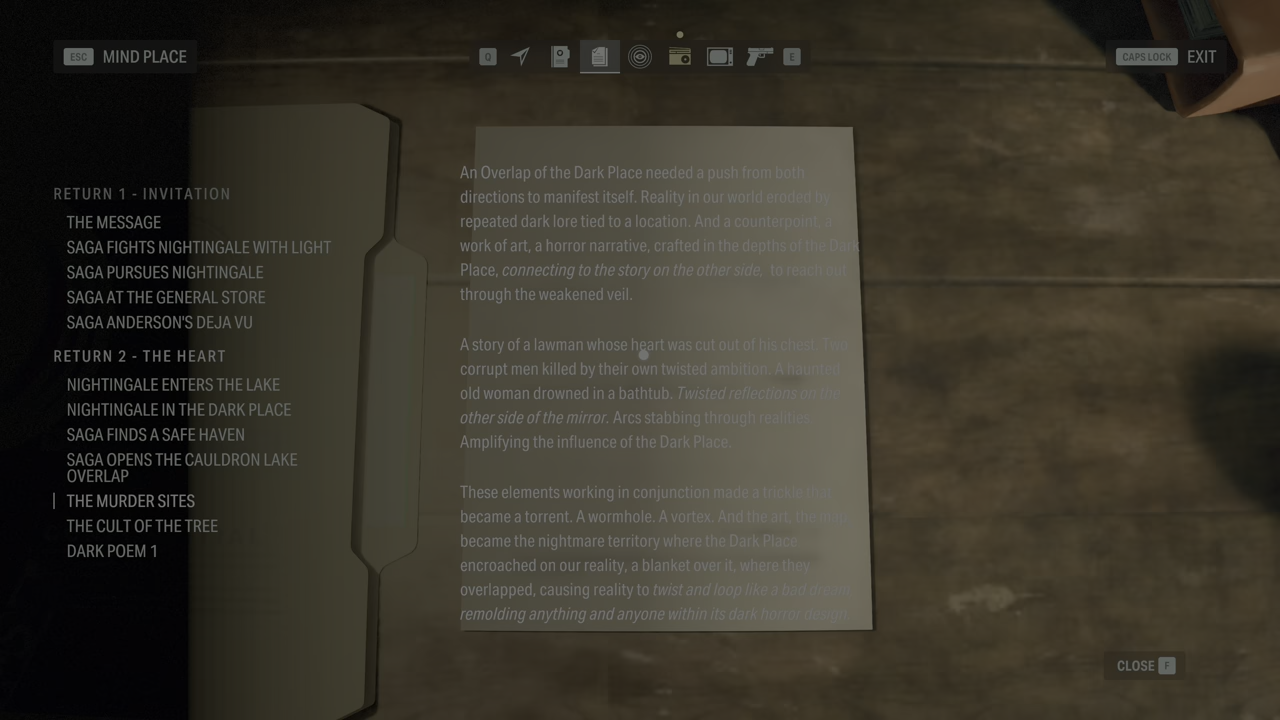 ESC MIND PLACE
Q
E
CAPS LOCK EXIT
RETURN 1 - INVITATION
THE MESSAGE
SAGA FIGHTS NIGHTINGALE WITH LIGHT
SAGA PURSUES NIGHTINGALE
SAGA AT THE GENERAL STORE
SAGA ANDERSON'S DEJA VU
RETURN 2 - THE HEART
NIGHTINGALE ENTERS THE LAKE
NIGHTINGALE IN THE DARK PLACE
SAGA FINDS A SAFE HAVEN
SAGA OPENS THE CAULDRON LAKE
OVERLAP
THE MURDER SITES
THE CULT OF THE TREE
DARK POEM 1
An Overlap of the Dark Place needed a push from both
directions to manifest itself. Reality in our world eroded by
repeated dark lore tied to a location. And a counterpoint, a
work of art, a horror narrative, crafted in the depths of the Dark
Place, connecting to the story on the other side, to reach out
through the weakened veil.
A story of a lawman whose heart was cut out of his chest. Two
corrupt men killed by their own twisted ambition. A haunted
old woman drowned in a bathtub. Twisted reflections on the
other side of the mirror. Arcs stabbing through realities.
Amplifying the influence of the Dark Place.
These elements working in conjunction made a trickle that
became a torrent. A wormhole. A vortex. And the art, the map
became the nightmare territory where the Dark Place
encroached on our reality, a blanket over it, where they
overlapped, causing reality to twist and loop like a bad dream,
remolding anything and anyone within its dark horror design.
CLOSE F